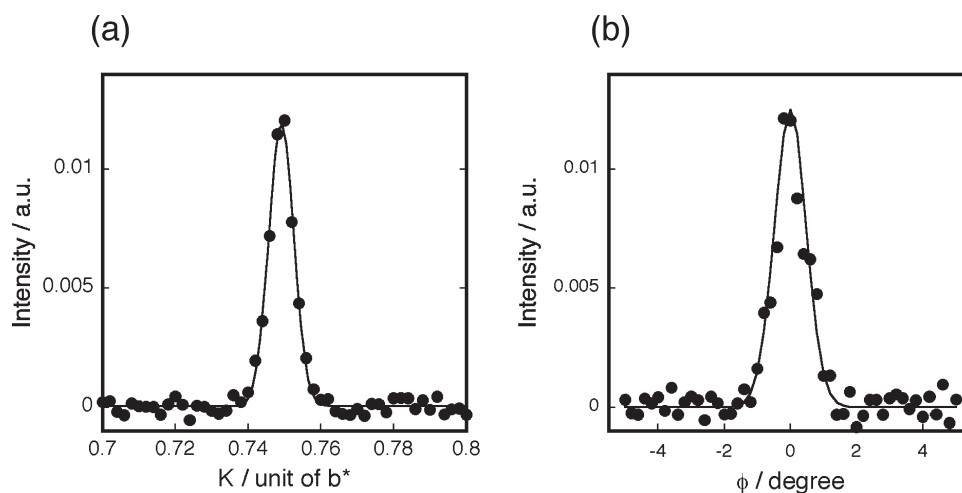 (a) (b)
0.01 0.01
Intensity / a.u. Intensity / a.u.
0.005 0.005
0 0
0.7 0.72 0.74 0.76 0.78 0.8 -4 -2 0 2 4
K / unit of b* ϕ / degree